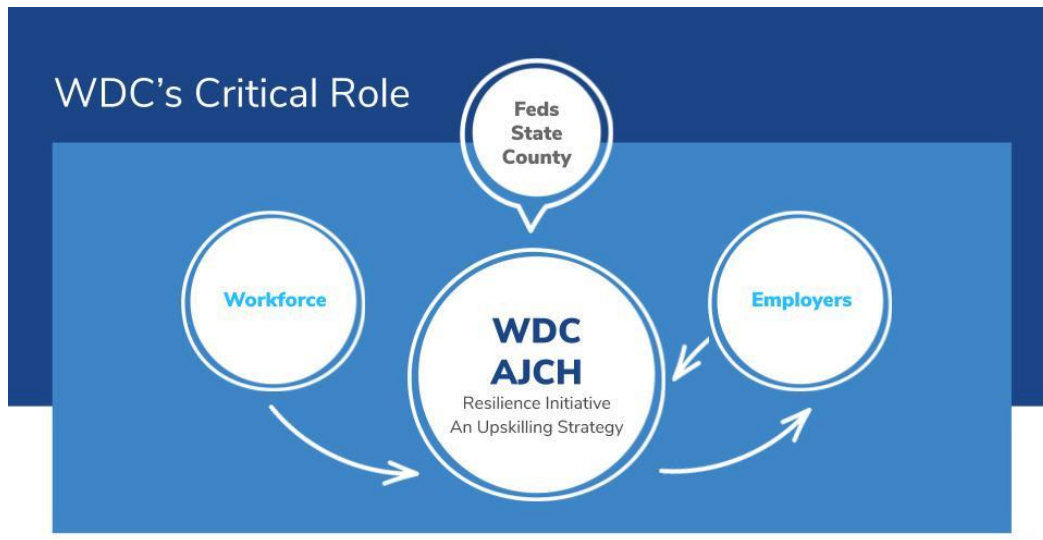 WDC's Critical Role
Feds
State
County
Workforce
Employers
WDC
AJCH
Resilience Initiative
An Upskilling Strategy